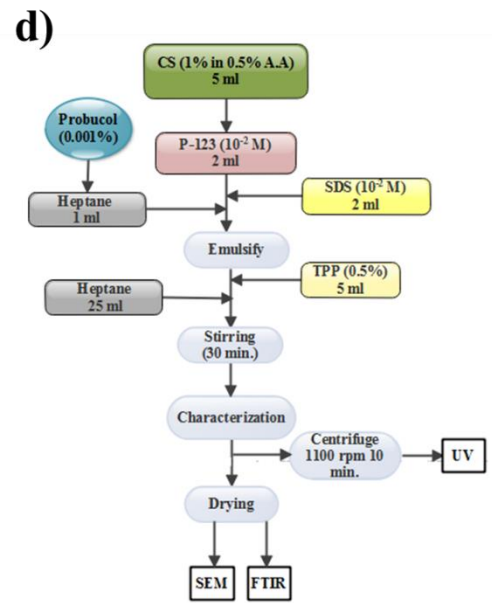 d)
CS (1% in 0.5% A.A)
5 ml
Probucol
(0.001%)
P-123 (10⁻² M)
2 ml
SDS (10⁻² M)
2 ml
Heptane
1 ml
Emulsify
TPP (0.5%)
5 ml
Heptane
25 ml
Stirring
(30 min.)
Characterization
Centrifuge
1100 rpm 10
min.
UV
Drying
SEM
FTIR